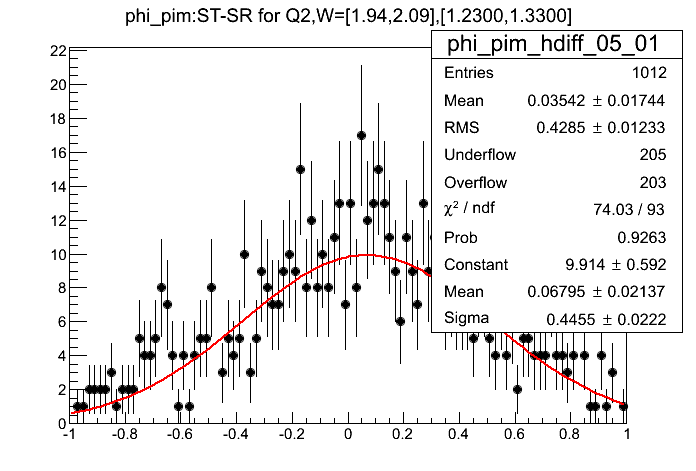 phi_pim:ST-SR for Q2,W=[1.94,2.09],[1.2300,1.3300]
phi_pim_hdiff_05_01
Entries 1012
Mean 0.03542 ± 0.01744
RMS 0.4285 ± 0.01233
Underflow 205
Overflow 203
χ² / ndf 74.03 / 93
Prob 0.9263
Constant 9.914 ± 0.592
Mean 0.06795 ± 0.02137
Sigma 0.4455 ± 0.0222
22
20
18
16
14
12
10
8
6
4
2
0
-1 -0.8 -0.6 -0.4 -0.2 0 0.2 0.4 0.6 0.8 1